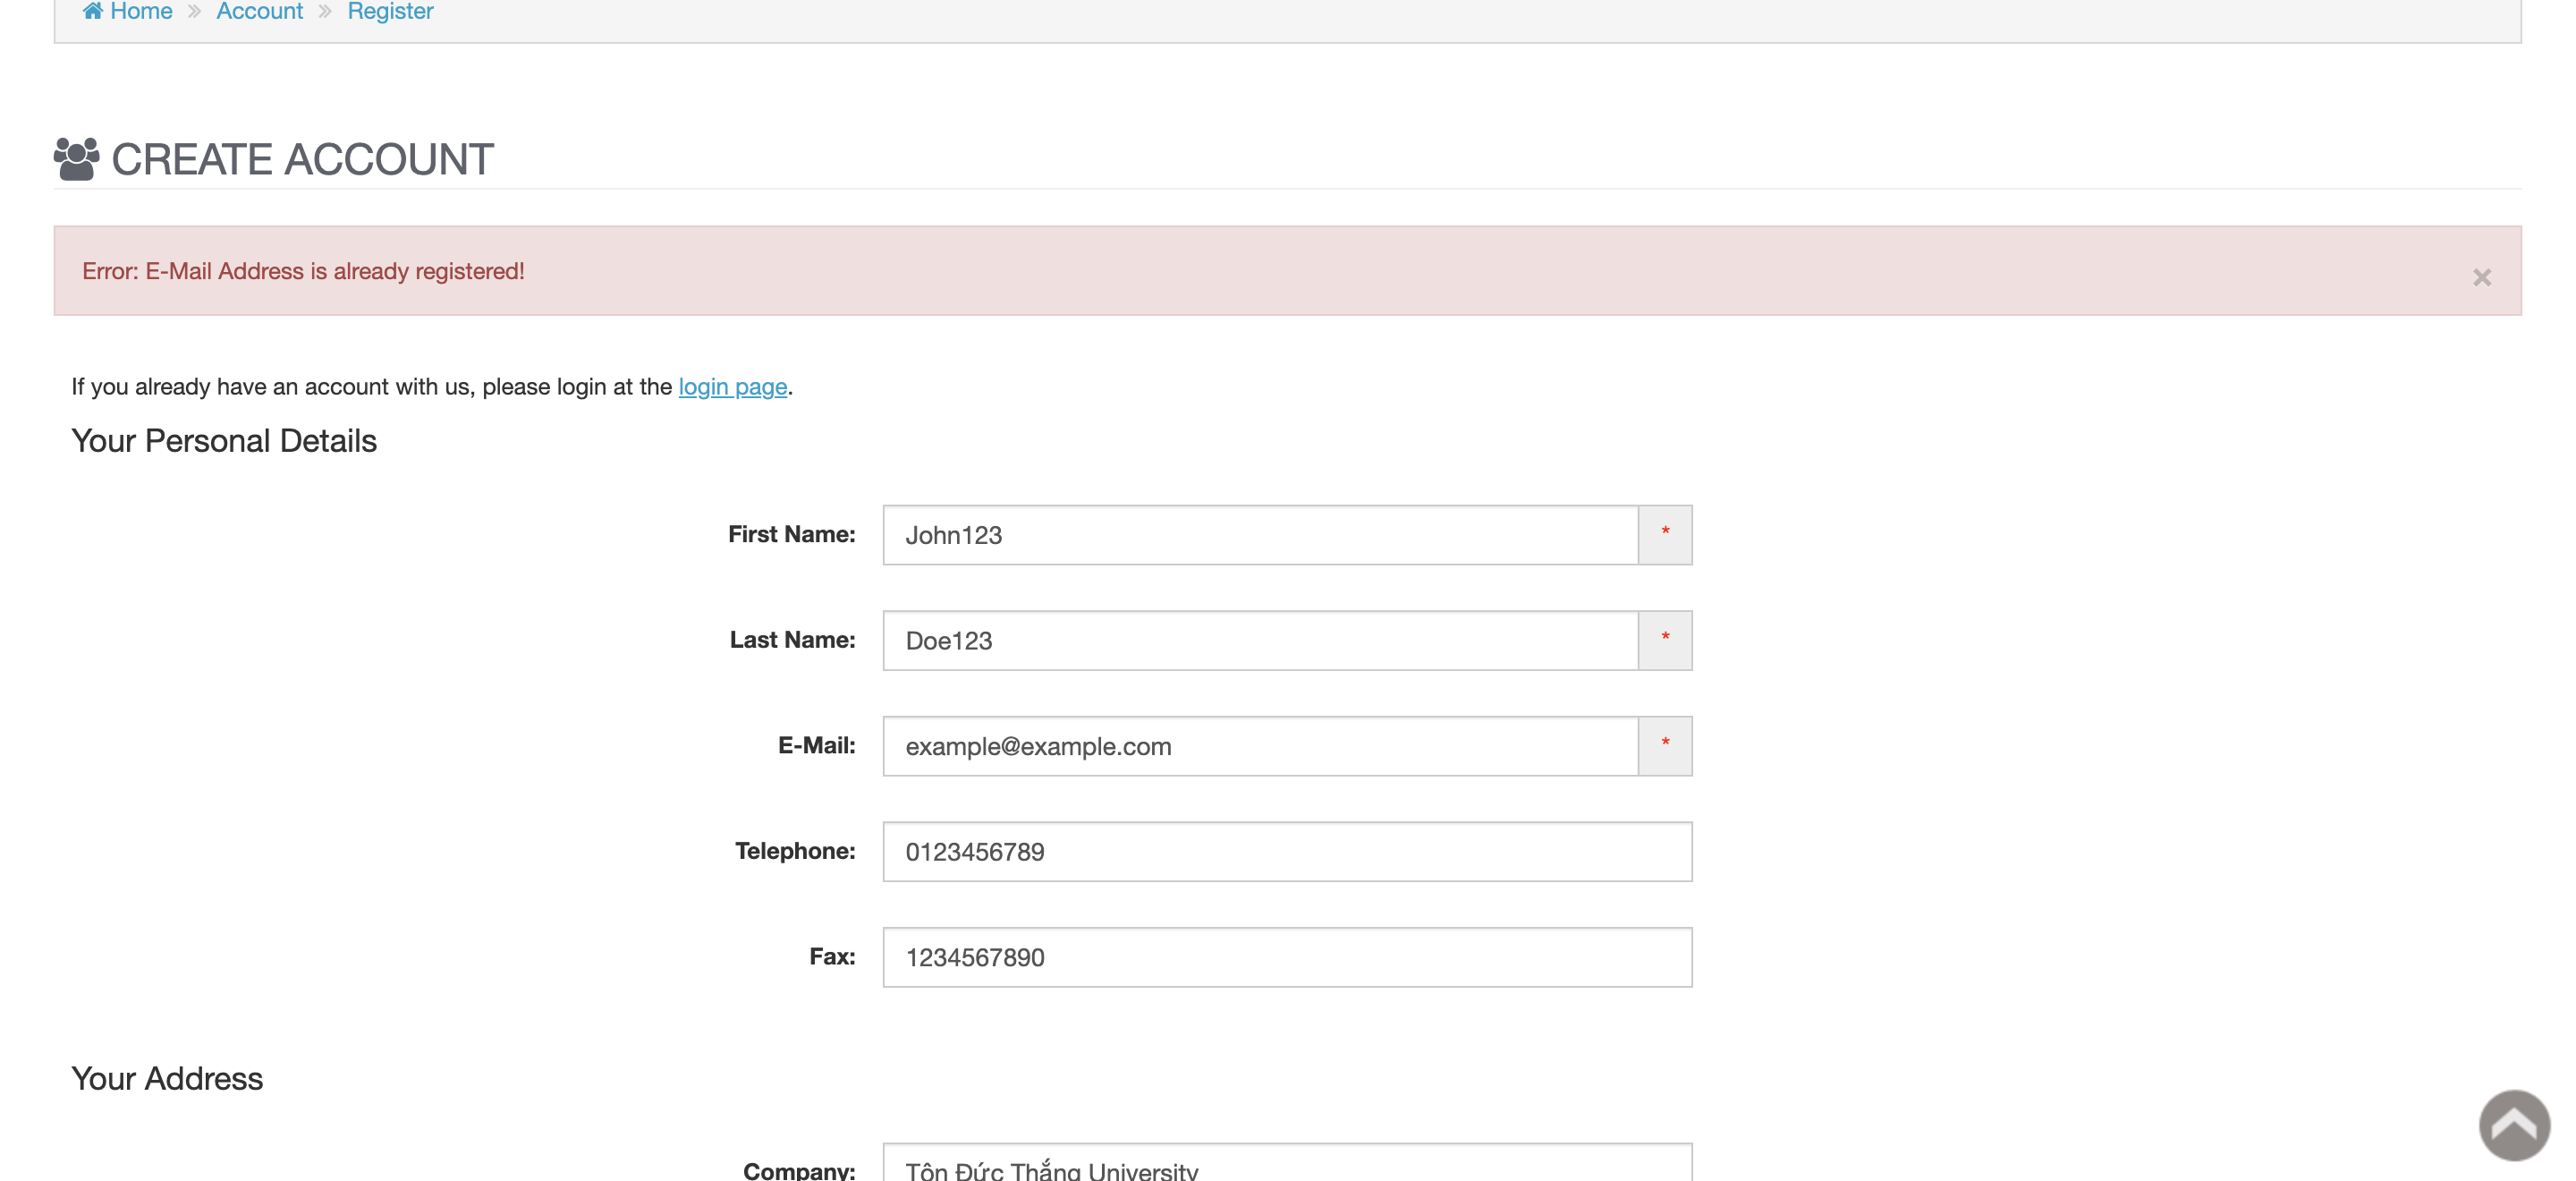 Home » Account » Register
CREATE ACCOUNT
Error: E-Mail Address is already registered!
×
If you already have an account with us, please login at the login page.
Your Personal Details
First Name: John123 *
Last Name: Doe123 *
E-Mail: example@example.com *
Telephone: 0123456789
Fax: 1234567890
Your Address
Company: Tôn Đức Thắng University